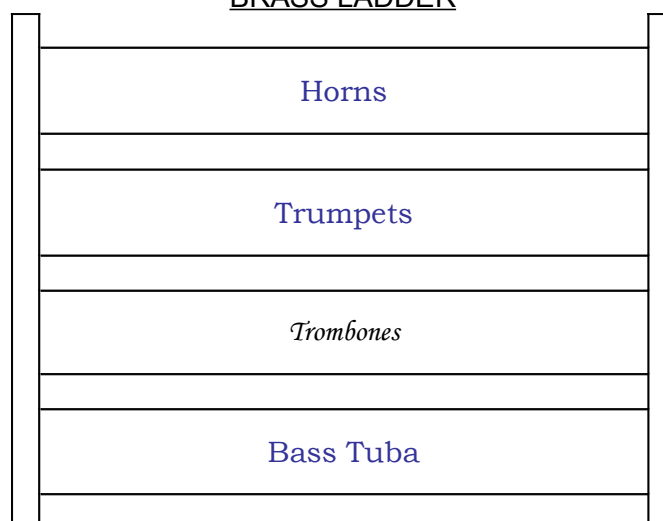 BRASS LADDER
Horns
Trumpets
Trombones
Bass Tuba